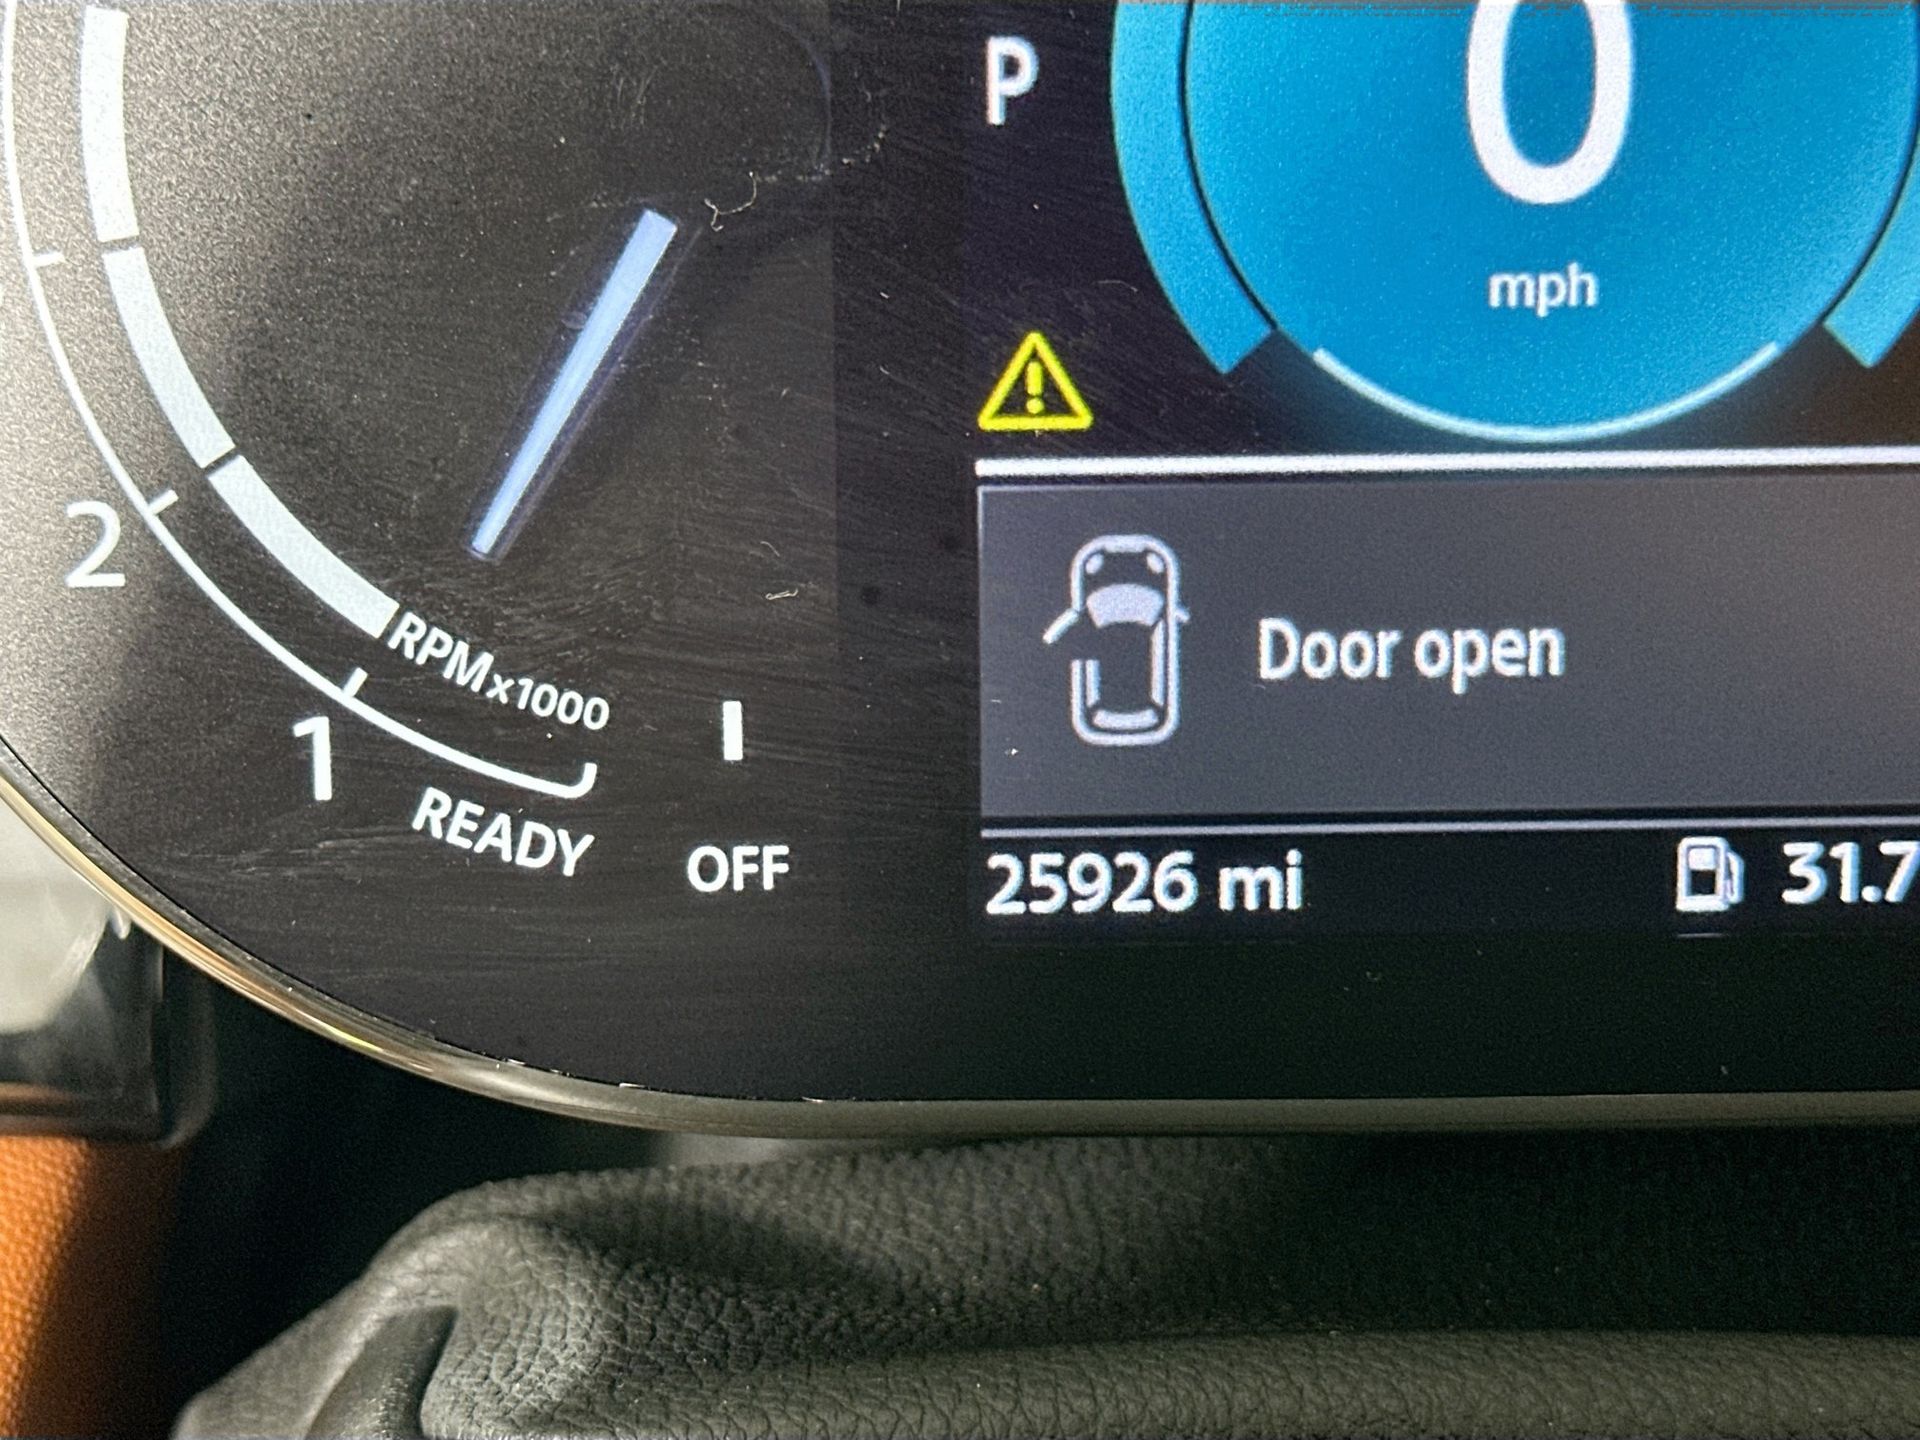 P
0
mph
2
RPM x1000
1
READY
OFF
Door open
25926 mi
31.7